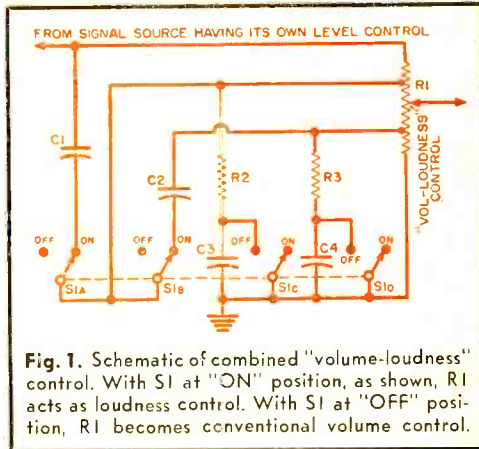 FROM SIGNAL SOURCE HAVING ITS OWN LEVEL CONTROL
R1
"VOL-LOUDNESS" CONTROL
C1
C2
R2
R3
OFF
ON
OFF
ON
C3
OFF
ON
C4
OFF
ON
S1A
S1B
S1C
S1D
Fig. 1. Schematic of combined "volume-loudness"
control. With S1 at "ON" position, as shown, R1
acts as loudness control. With S1 at "OFF" posi-
tion, R1 becomes conventional volume control.